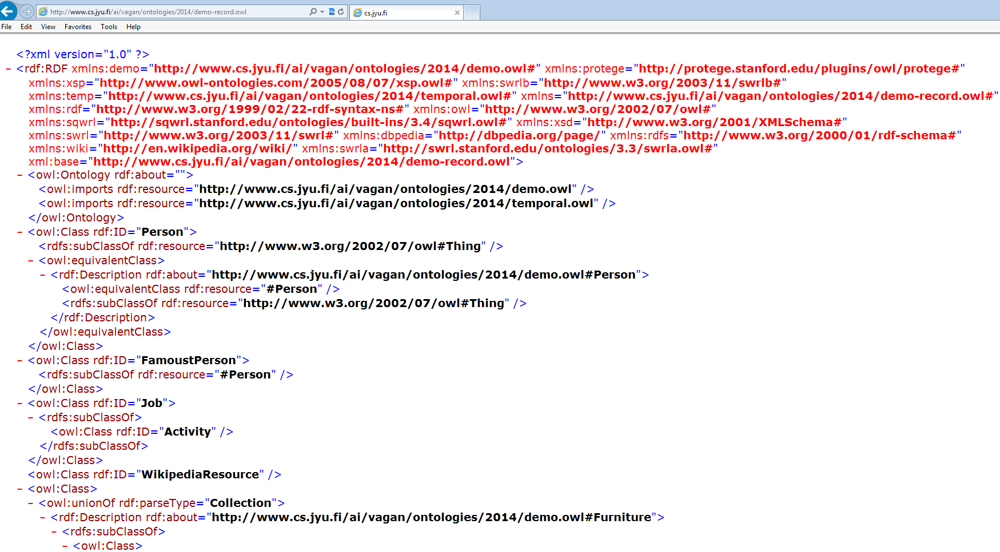 http://www.cs.jyu.fi/ai/vagan/ontologies/2014/demo-record.owl cs.jyu.fi
File Edit View Favorites Tools Help
<?xml version="1.0" ?>
- <rdf:RDF xmlns:demo="http://www.cs.jyu.fi/ai/vagan/ontologies/2014/demo.owl#" xmlns:protege="http://protege.stanford.edu/plugins/owl/protege#"
xmlns:xsp="http://www.owl-ontologies.com/2005/08/07/xsp.owl#" xmlns:swrlb="http://www.w3.org/2003/11/swrlb#"
xmlns:temp="http://www.cs.jyu.fi/ai/vagan/ontologies/2014/temporal.owl#" xmlns="http://www.cs.jyu.fi/ai/vagan/ontologies/2014/demo-record.owl#"
xmlns:rdf="http://www.w3.org/1999/02/22-rdf-syntax-ns#" xmlns:owl="http://www.w3.org/2002/07/owl#"
xmlns:sqwrl="http://sqwrl.stanford.edu/ontologies/built-ins/3.4/sqwrl.owl#" xmlns:xsd="http://www.w3.org/2001/XMLSchema#"
xmlns:swrl="http://www.w3.org/2003/11/swrl#" xmlns:dbpedia="http://dbpedia.org/page/" xmlns:rdfs="http://www.w3.org/2000/01/rdf-schema#"
xmlns:wiki="http://en.wikipedia.org/wiki/" xmlns:swrla="http://swrl.stanford.edu/ontologies/3.3/swrla.owl#"
xml:base="http://www.cs.jyu.fi/ai/vagan/ontologies/2014/demo-record.owl">
- <owl:Ontology rdf:about="">
<owl:imports rdf:resource="http://www.cs.jyu.fi/ai/vagan/ontologies/2014/demo.owl" />
<owl:imports rdf:resource="http://www.cs.jyu.fi/ai/vagan/ontologies/2014/temporal.owl" />
</owl:Ontology>
- <owl:Class rdf:ID="Person">
<rdfs:subClassOf rdf:resource="http://www.w3.org/2002/07/owl#Thing" />
- <owl:equivalentClass>
- <rdf:Description rdf:about="http://www.cs.jyu.fi/ai/vagan/ontologies/2014/demo.owl#Person">
<owl:equivalentClass rdf:resource="#Person" />
<rdfs:subClassOf rdf:resource="http://www.w3.org/2002/07/owl#Thing" />
</rdf:Description>
</owl:equivalentClass>
</owl:Class>
- <owl:Class rdf:ID="FamoustPerson">
<rdfs:subClassOf rdf:resource="#Person" />
</owl:Class>
- <owl:Class rdf:ID="Job">
- <rdfs:subClassOf>
<owl:Class rdf:ID="Activity" />
</rdfs:subClassOf>
</owl:Class>
<owl:Class rdf:ID="WikipediaResource" />
- <owl:Class>
- <owl:unionOf rdf:parseType="Collection">
- <rdf:Description rdf:about="http://www.cs.jyu.fi/ai/vagan/ontologies/2014/demo.owl#Furniture">
- <rdfs:subClassOf>
- <owl:Class>